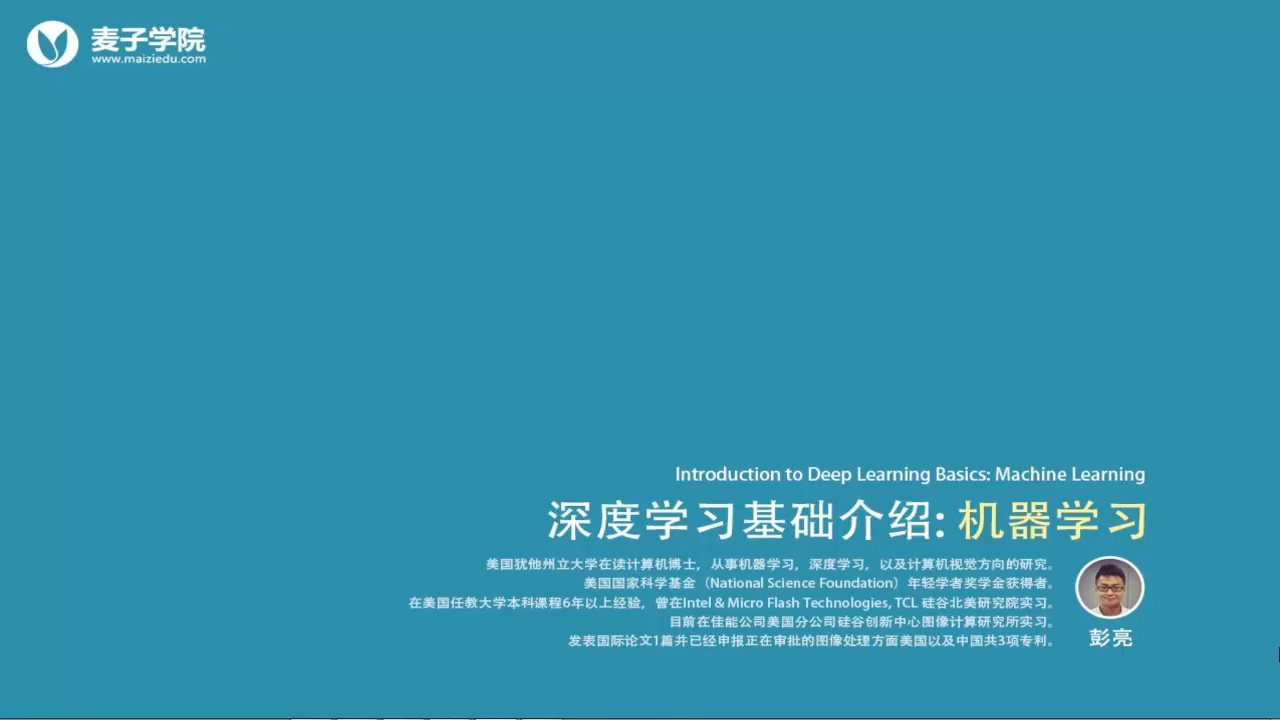 麦子学院
www.maiziedu.com
Introduction to Deep Learning Basics: Machine Learning
深度学习基础介绍: 机器学习
美国犹他州立大学在读计算机博士，从事机器学习，深度学习，以及计算机视觉方向的研究。
美国国家科学基金（National Science Foundation）年轻学者奖学金获得者。
在美国任教大学本科课程6年以上经验，曾在Intel & Micro Flash Technologies, TCL 硅谷北美研究院实习。
目前在佳能公司美国分公司硅谷创新中心图像计算研究所实习。
发表国际论文1篇并已经申报正在审批的图像处理方面美国以及中国共3项专利。
彭亮